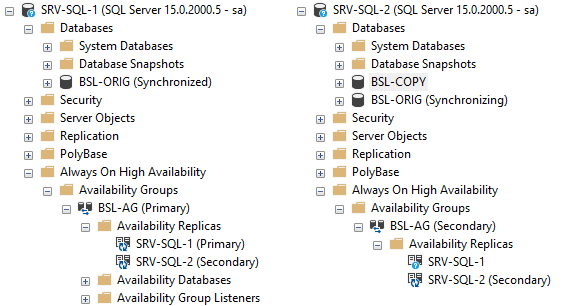 SRV-SQL-1 (SQL Server 15.0.2000.5 - sa)
Databases
System Databases
Database Snapshots
BSL-ORIG (Synchronized)
Security
Server Objects
Replication
PolyBase
Always On High Availability
Availability Groups
BSL-AG (Primary)
Availability Replicas
SRV-SQL-1 (Primary)
SRV-SQL-2 (Secondary)
Availability Databases
Availability Group Listeners
SRV-SQL-2 (SQL Server 15.0.2000.5 - sa)
Databases
System Databases
Database Snapshots
BSL-COPY
BSL-ORIG (Synchronizing)
Security
Server Objects
Replication
PolyBase
Always On High Availability
Availability Groups
BSL-AG (Secondary)
Availability Replicas
SRV-SQL-1
SRV-SQL-2 (Secondary)